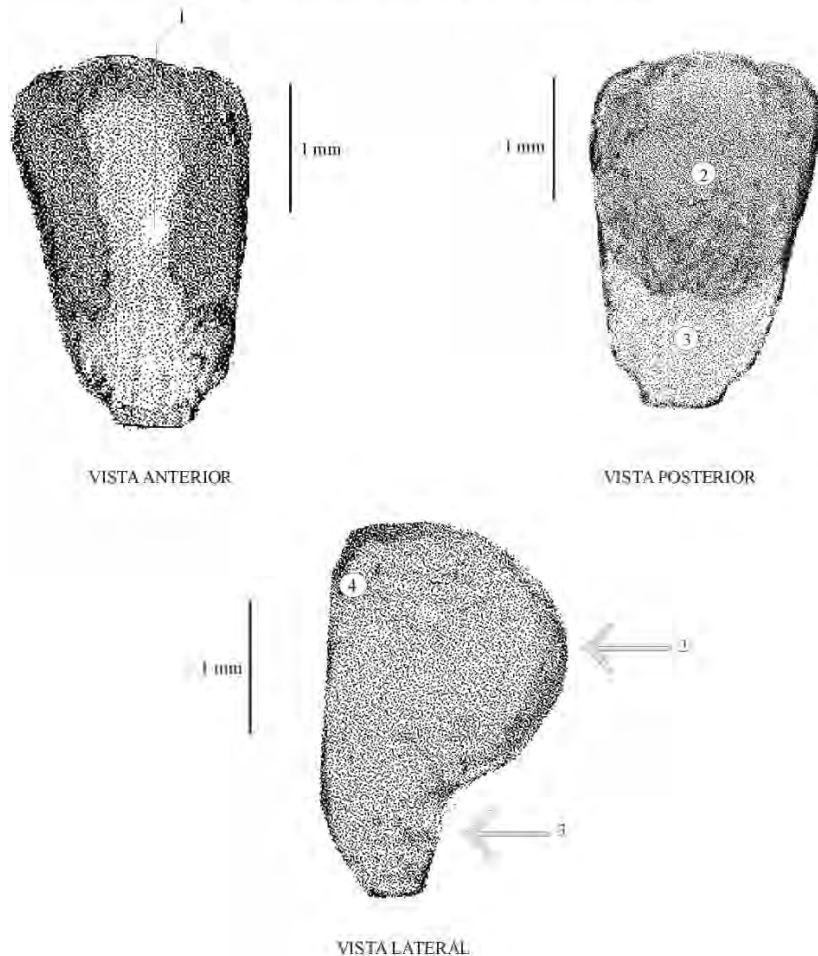 1
1 mm
1 mm
2
3
VISTA ANTERIOR
VISTA POSTERIOR
4
1 mm
3
VISTA LATERAL